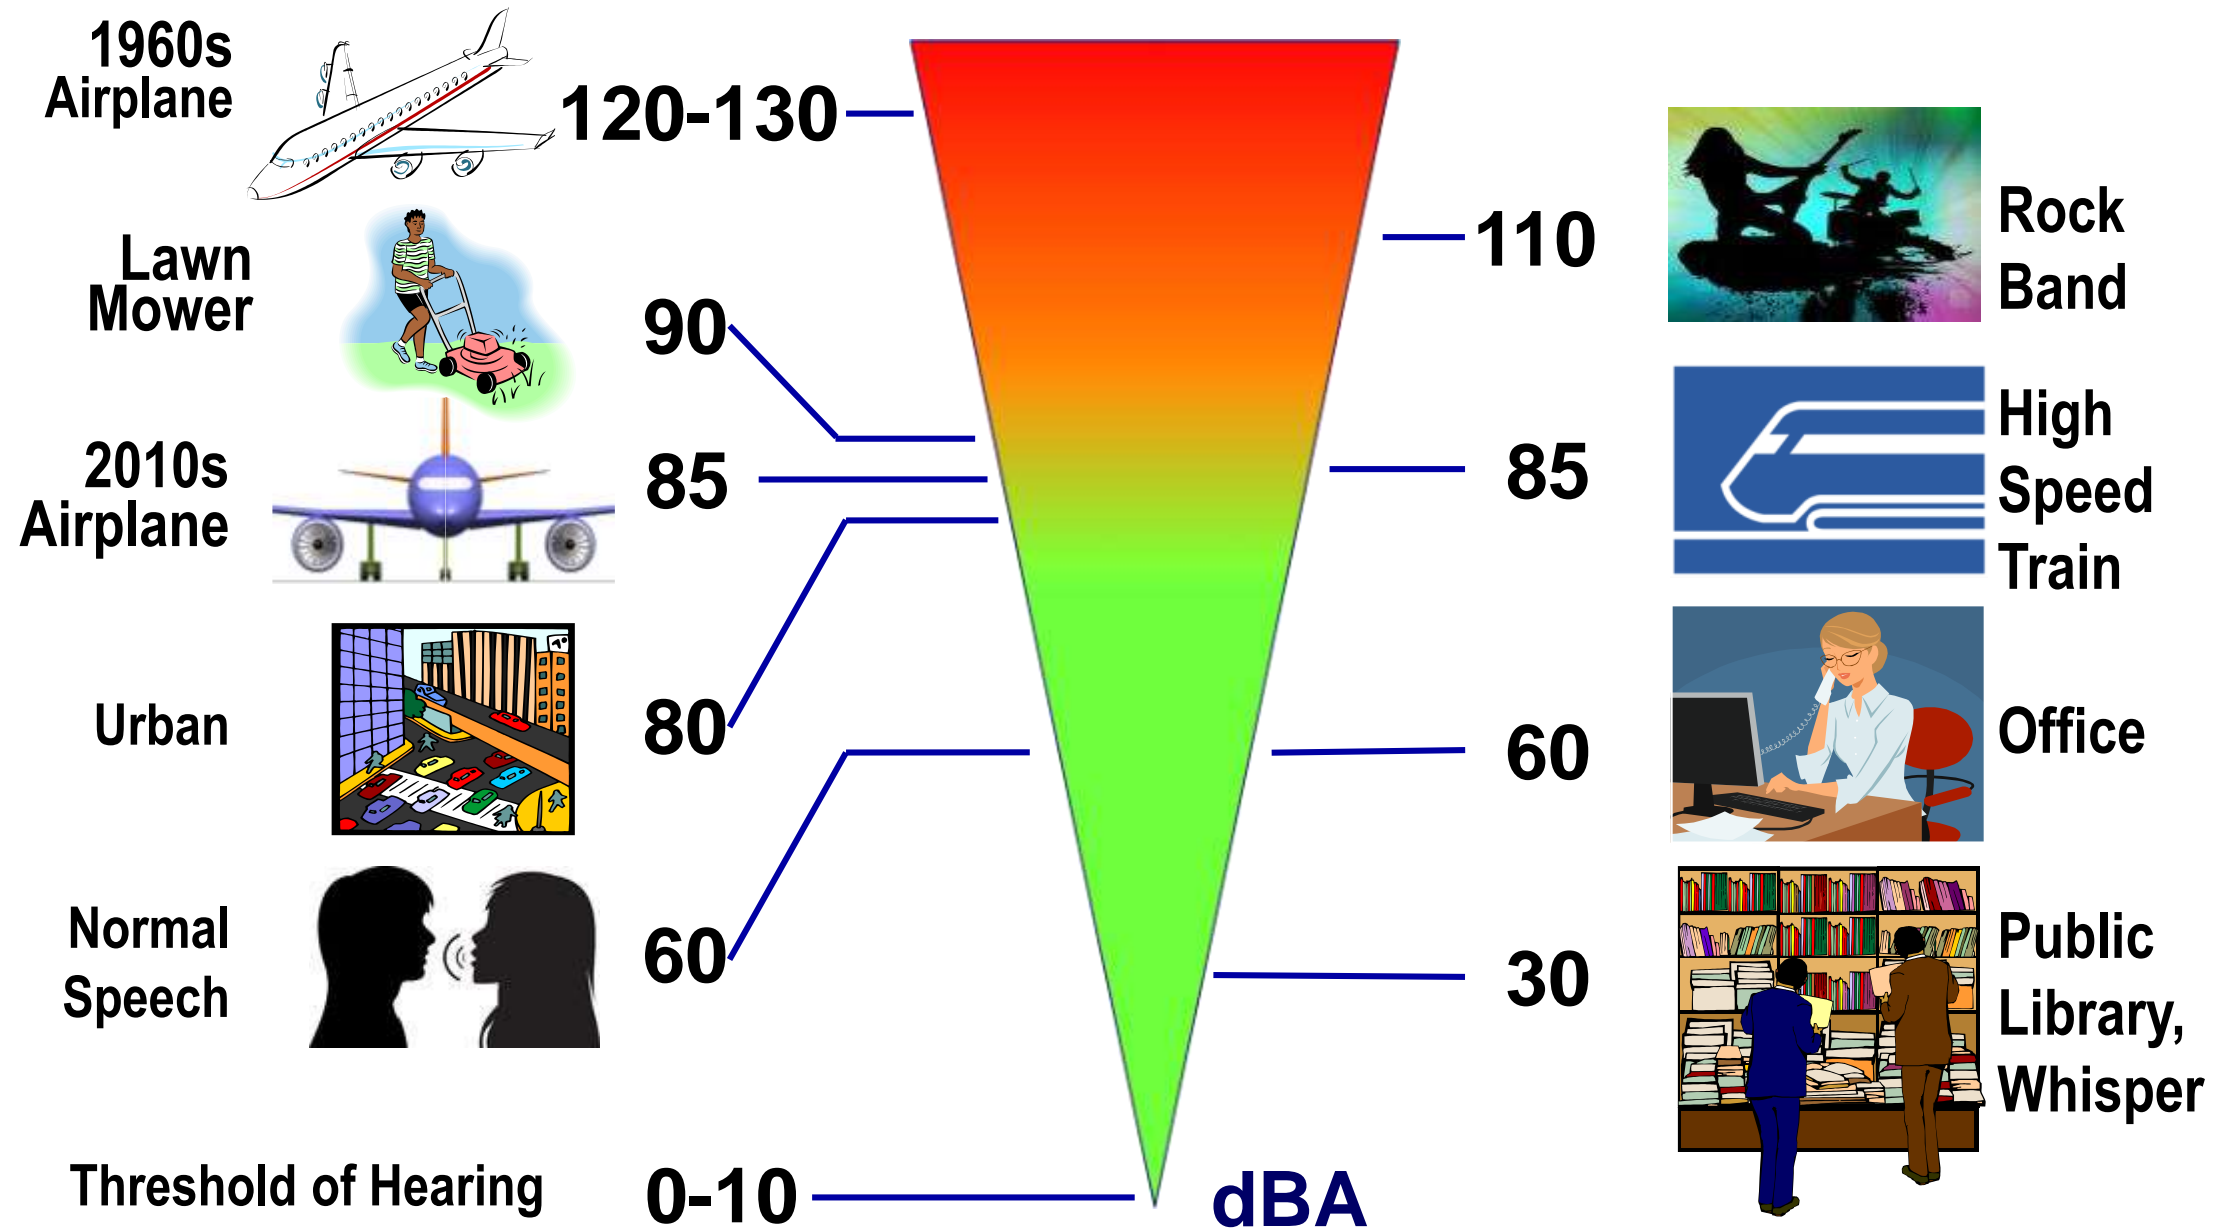 1960s
Airplane
120-130
Lawn
Mower
90
2010s
Airplane
85
Urban
80
Normal
Speech
60
Threshold of Hearing
0-10
dBA
110
Rock
Band
85
High
Speed
Train
60
Office
30
Public
Library,
Whisper